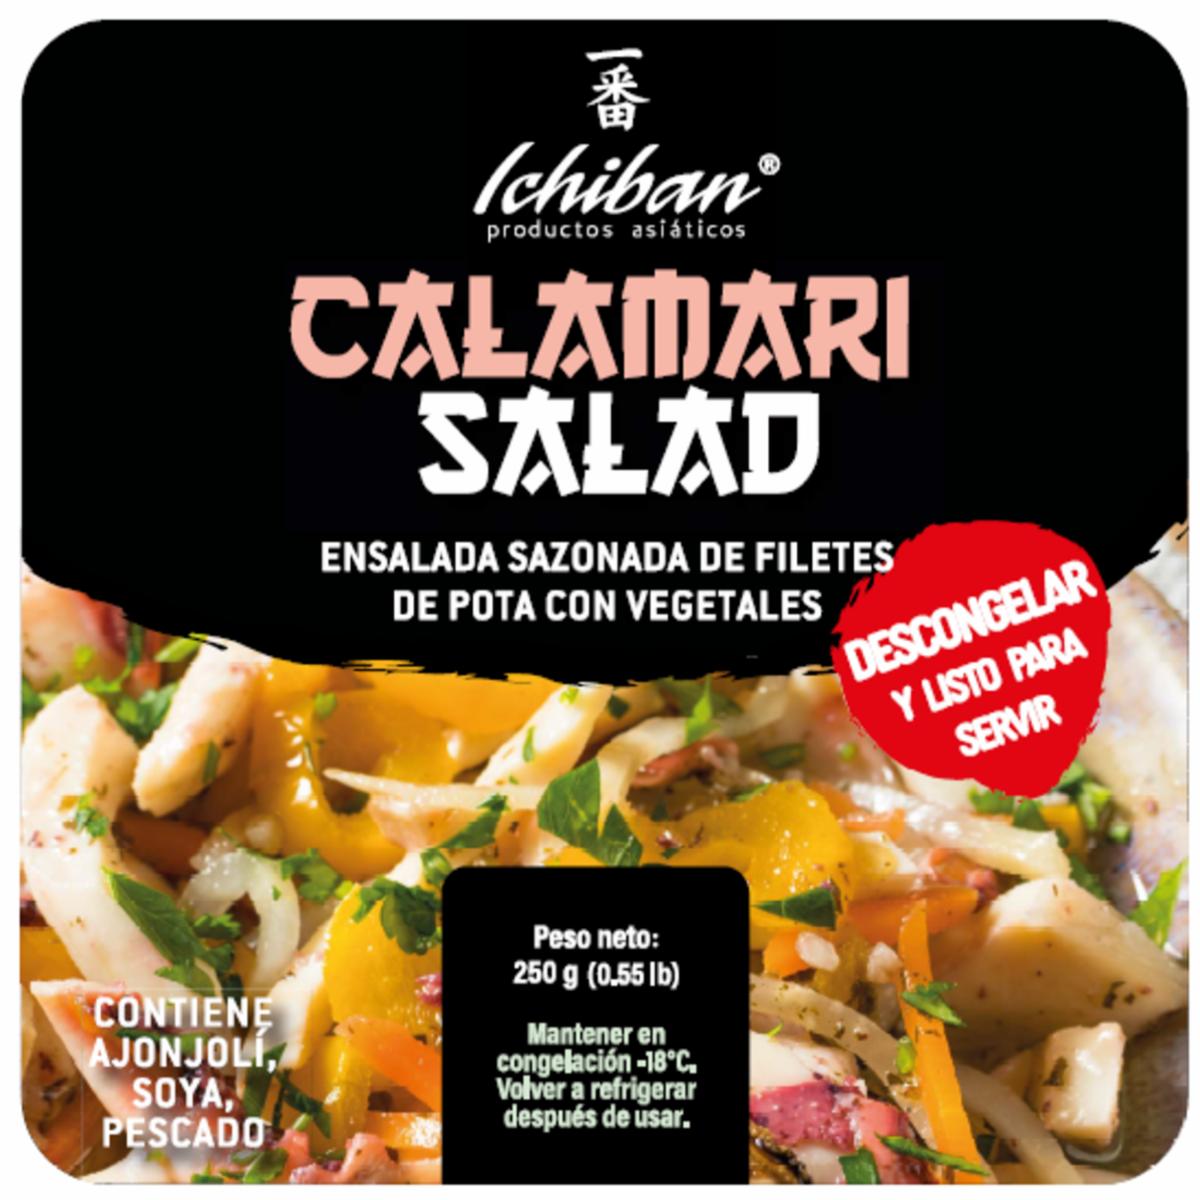 一番
Ichiban®
productos asiáticos
CALAMARI
SALAD
ENSALADA SAZONADA DE FILETES
DE POTA CON VEGETALES
DESCONGELAR
Y LISTO PARA
SERVIR
Peso neto:
250 g (0.55 lb)
Mantener en
congelación -18°C.
Volver a refrigerar
después de usar.
CONTIENE
AJONJOLÍ,
SOYA,
PESCADO